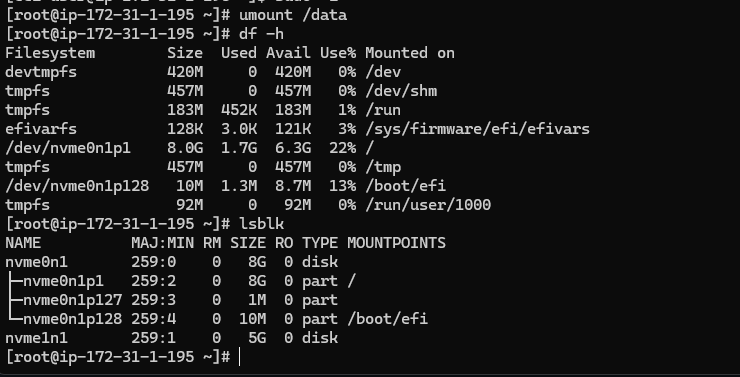 [root@ip-172-31-1-195 ~]# umount /data
[root@ip-172-31-1-195 ~]# df -h
Filesystem        Size  Used Avail Use% Mounted on
devtmpfs          420M     0  420M   0% /dev
tmpfs             457M     0  457M   0% /dev/shm
tmpfs             183M  452K  183M   1% /run
efivarfs          128K  3.0K  121K   3% /sys/firmware/efi/efivars
/dev/nvme0n1p1    8.0G  1.7G  6.3G  22% /
tmpfs             457M     0  457M   0% /tmp
/dev/nvme0n1p128   10M  1.3M  8.7M  13% /boot/efi
tmpfs              92M     0   92M   0% /run/user/1000
[root@ip-172-31-1-195 ~]# lsblk
NAME          MAJ:MIN RM SIZE RO TYPE MOUNTPOINTS
nvme0n1       259:0    0   8G  0 disk
├─nvme0n1p1   259:2    0   8G  0 part /
├─nvme0n1p127 259:3    0   1M  0 part
└─nvme0n1p128 259:4    0  10M  0 part /boot/efi
nvme1n1       259:1    0   5G  0 disk
[root@ip-172-31-1-195 ~]#